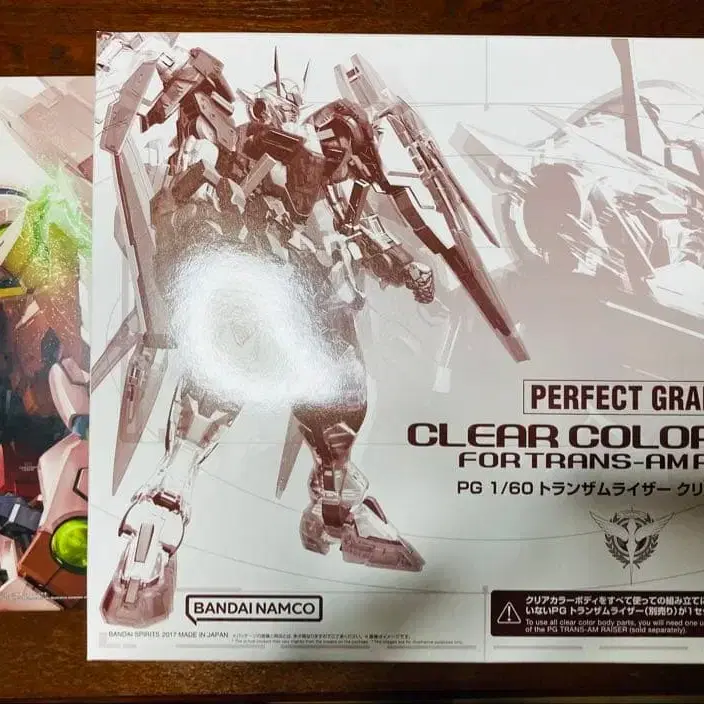 PERFECT GRA
CLEAR COLOR
FOR TRANS-AM R
PG 1/60 トランザムライザー クリ
BANDAI NAMCO
©BANDAI SPIRITS 2017 MADE IN JAPAN
クリアカラーボディをすべて使っての組み立てに
いないPG トランザムライザー(別売り)が1セ
To use all clear color body parts, you will need one u
of the PG TRANS-AM RAISER (sold separately).